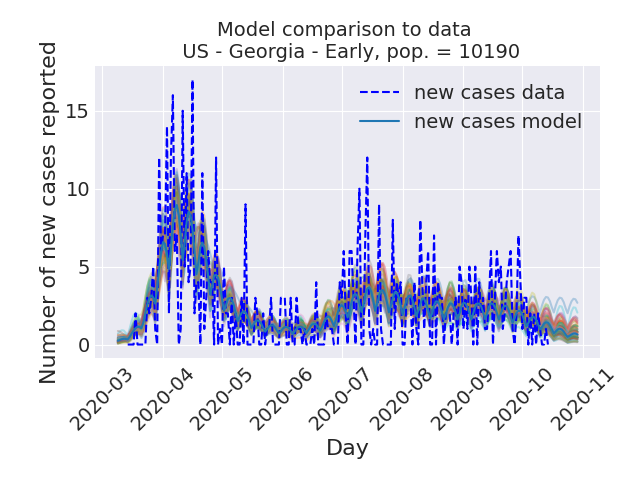 Model comparison to data
US - Georgia - Early, pop. = 10190
Number of new cases reported
15
10
5
0
new cases data
new cases model
2020-03
2020-04
2020-05
2020-06
2020-07
2020-08
2020-09
2020-10
2020-11
Day